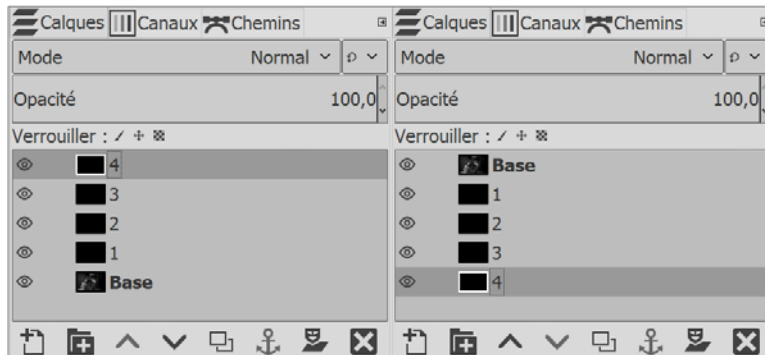 Calques Canaux Chemins
Mode Normal
Opacité 100,0
Verrouiller :
4
3
2
1
Base
Calques Canaux Chemins
Mode Normal
Opacité 100,0
Verrouiller :
Base
1
2
3
4